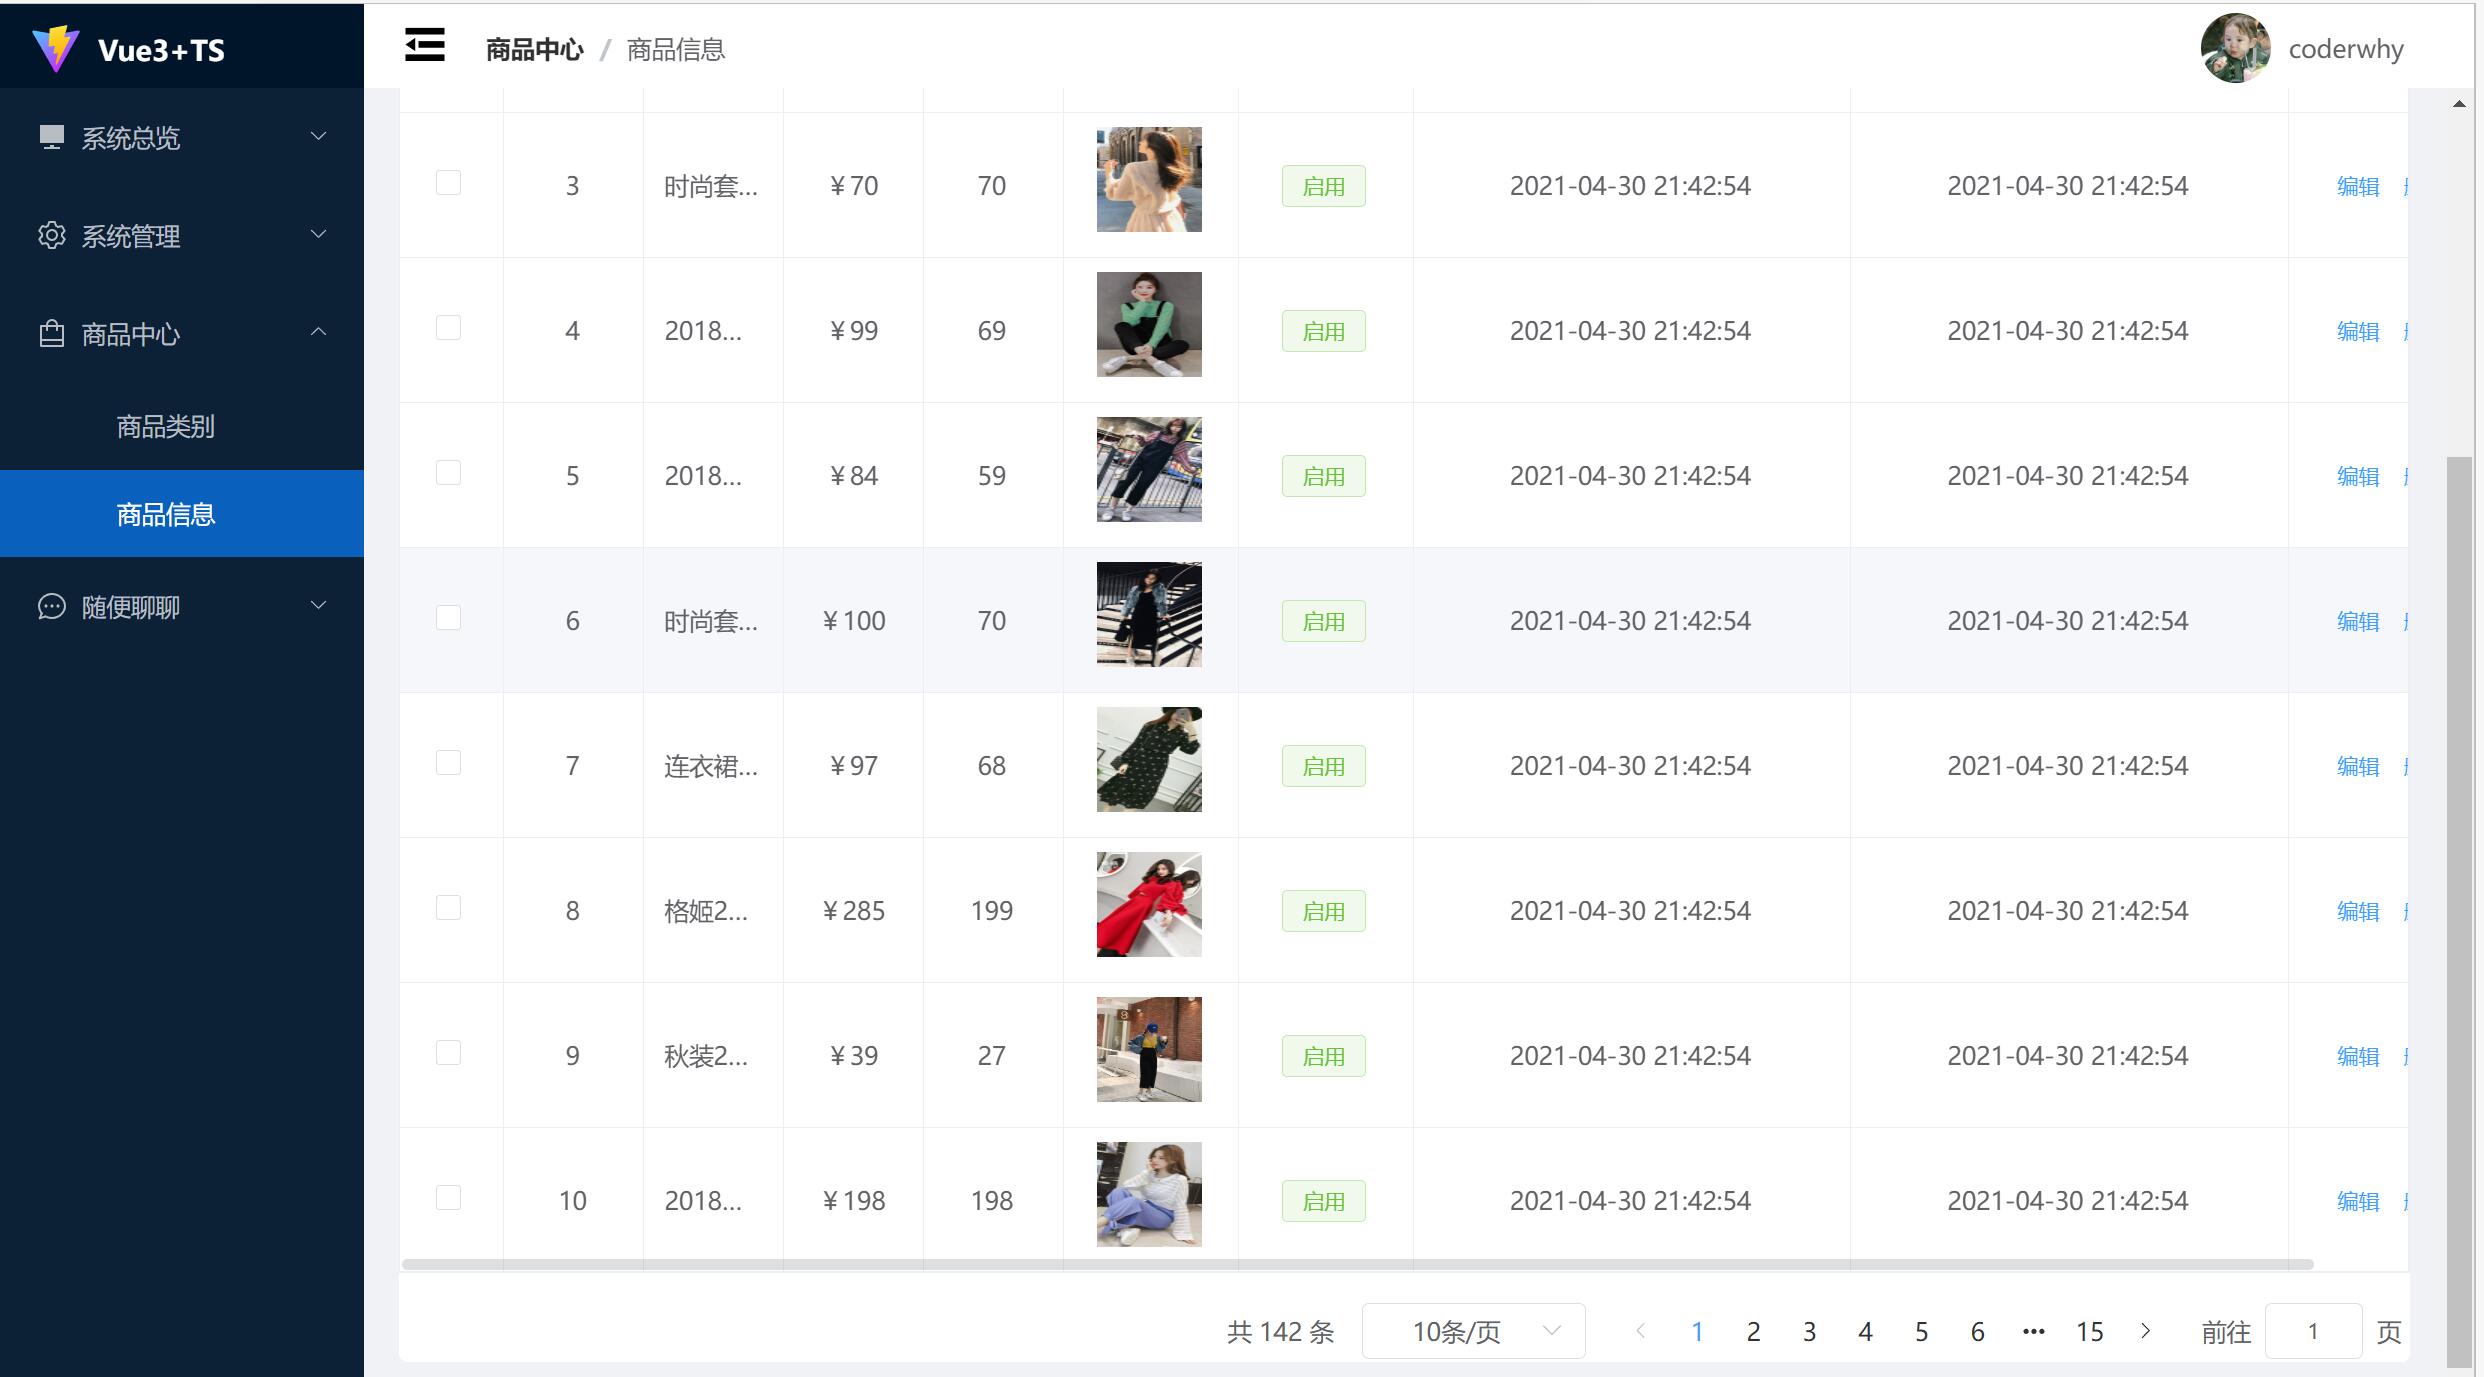 Vue3+TS
商品中心 / 商品信息
coderwhy
系统总览
系统管理
商品中心
商品类别
商品信息
随便聊聊
3 时尚套... ¥70 70 启用 2021-04-30 21:42:54 2021-04-30 21:42:54 编辑
4 2018... ¥99 69 启用 2021-04-30 21:42:54 2021-04-30 21:42:54 编辑
5 2018... ¥84 59 启用 2021-04-30 21:42:54 2021-04-30 21:42:54 编辑
6 时尚套... ¥100 70 启用 2021-04-30 21:42:54 2021-04-30 21:42:54 编辑
7 连衣裙... ¥97 68 启用 2021-04-30 21:42:54 2021-04-30 21:42:54 编辑
8 格姬2... ¥285 199 启用 2021-04-30 21:42:54 2021-04-30 21:42:54 编辑
9 秋装2... ¥39 27 启用 2021-04-30 21:42:54 2021-04-30 21:42:54 编辑
10 2018... ¥198 198 启用 2021-04-30 21:42:54 2021-04-30 21:42:54 编辑
共 142 条 10条/页 1 2 3 4 5 6 ••• 15 前往 1 页